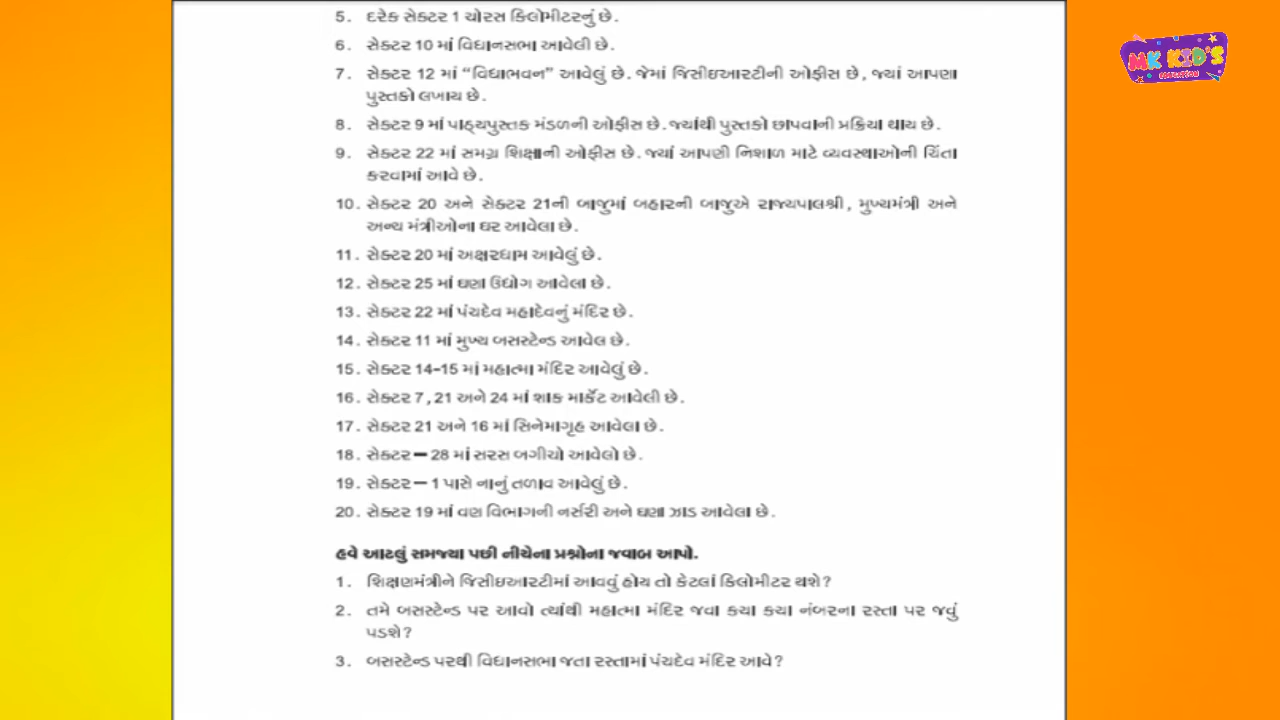 MK KID'S
EDUCATION
5. દરેક સેક્ટર 1 ચોરસ કિલોમીટરનું છે.
6. સેક્ટર 10 માં વિધાનસભા આવેલી છે.
7. સેક્ટર 12 માં “વિદ્યાભવન” આવેલું છે. જેમાં જિસીઇઆરટીની ઓફીસ છે, જ્યાં આપણા
પુસ્તકો લખાય છે.
8. સેક્ટર 9 માં પાઠ્યપુસ્તક મંડળની ઓફીસ છે. જ્યાંથી પુસ્તકો છાપવાની પ્રક્રિયા થાય છે.
9. સેક્ટર 22 માં સમગ્ર શિક્ષાની ઓફીસ છે. જ્યાં આપણી નિશાળ માટે વ્યવસ્થાઓની ચિંતા
કરવામાં આવે છે.
10. સેક્ટર 20 અને સેક્ટર 21ની બાજુમાં બહારની બાજુએ રાજ્યપાલશ્રી, મુખ્યમંત્રી અને
અન્ય મંત્રીઓના ઘર આવેલા છે.
11. સેક્ટર 20 માં અક્ષરધામ આવેલું છે.
12. સેક્ટર 25 માં ઘણા ઉદ્યોગ આવેલા છે.
13. સેક્ટર 22 માં પંચદેવ મહાદેવનું મંદિર છે.
14. સેક્ટર 11 માં મુખ્ય બસસ્ટેન્ડ આવેલ છે.
15. સેક્ટર 14-15 માં મહાત્મા મંદિર આવેલું છે.
16. સેક્ટર 7, 21 અને 24 માં શાક માર્કેટ આવેલી છે.
17. સેક્ટર 21 અને 16 માં સિનેમાગૃહ આવેલા છે.
18. સેક્ટર – 28 માં સરસ બગીચો આવેલો છે.
19. સેક્ટર – 1 પાસે નાનું તળાવ આવેલું છે.
20. સેક્ટર 19 માં વણ વિભાગની નર્સરી અને ઘણા ઝાડ આવેલા છે.
હવે આટલું સમજ્યા પછી નીચેના પ્રશ્નોના જવાબ આપો.
1. શિક્ષણમંત્રીને જિસીઇઆરટીમાં આવવું હોય તો કેટલાં કિલોમીટર થશે?
2. તમે બસસ્ટેન્ડ પર આવો ત્યાંથી મહાત્મા મંદિર જવા કયા કયા નંબરના રસ્તા પર જવું
પડશે?
3. બસસ્ટેન્ડ પરથી વિધાનસભા જતા રસ્તામાં પંચદેવ મંદિર આવે?